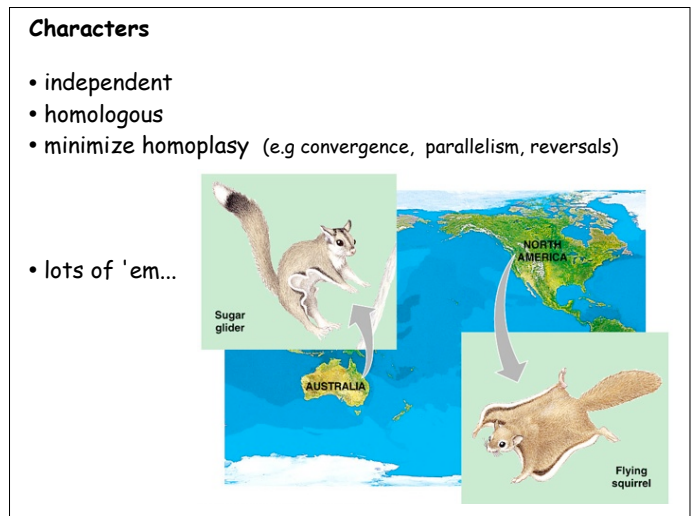 Characters
• independent
• homologous
• minimize homoplasy (e.g convergence, parallelism, reversals)
• lots of 'em...
Sugar
glider
NORTH
AMERICA
AUSTRALIA
Flying
squirrel